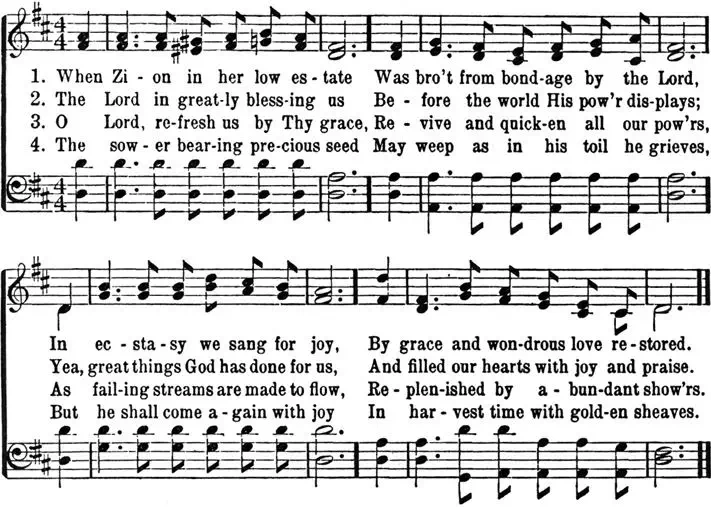 4 4
1. When Zi - on in her low es - tate Was bro't from bond-age by the Lord,
2. The Lord in great-ly bless-ing us Be - fore the world His pow'r dis-plays;
3. O Lord, re-fresh us by Thy grace, Re - vive and quick-en all our pow'rs,
4. The sow - er bear-ing pre-cious seed May weep as in his toil he grieves,
4 4
In ec - sta - sy we sang for joy, By grace and won-drous love re-stored.
Yea, great things God has done for us, And filled our hearts with joy and praise.
As fail-ing streams are made to flow, Re - plen-ished by a - bun-dant show'rs.
But he shall come a - gain with joy In har - vest time with gold-en sheaves.